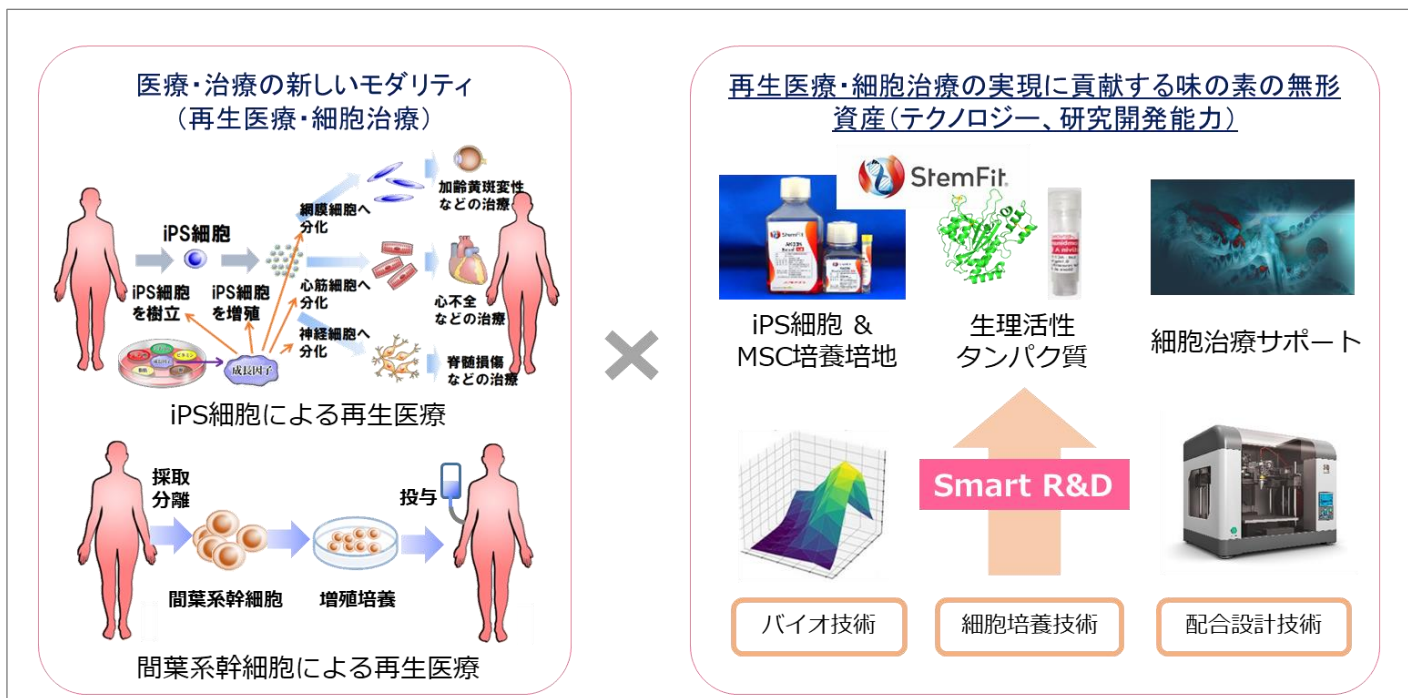 医療・治療の新しいモダリティ
（再生医療・細胞治療）
iPS細胞
iPS細胞
を樹立
iPS細胞
を増殖
成長因子
網膜細胞へ
分化
心筋細胞へ
分化
神経細胞へ
分化
加齢黄斑変性
などの治療
心不全
などの治療
脊髄損傷
などの治療
iPS細胞による再生医療
採取
分離
間葉系幹細胞
増殖培養
投与
間葉系幹細胞による再生医療
再生医療・細胞治療の実現に貢献する味の素の無形
資産（テクノロジー、研究開発能力）
StemFit
StemFit
iPS細胞 &
MSC培養培地
生理活性
タンパク質
細胞治療サポート
Smart R&D
バイオ技術
細胞培養技術
配合設計技術